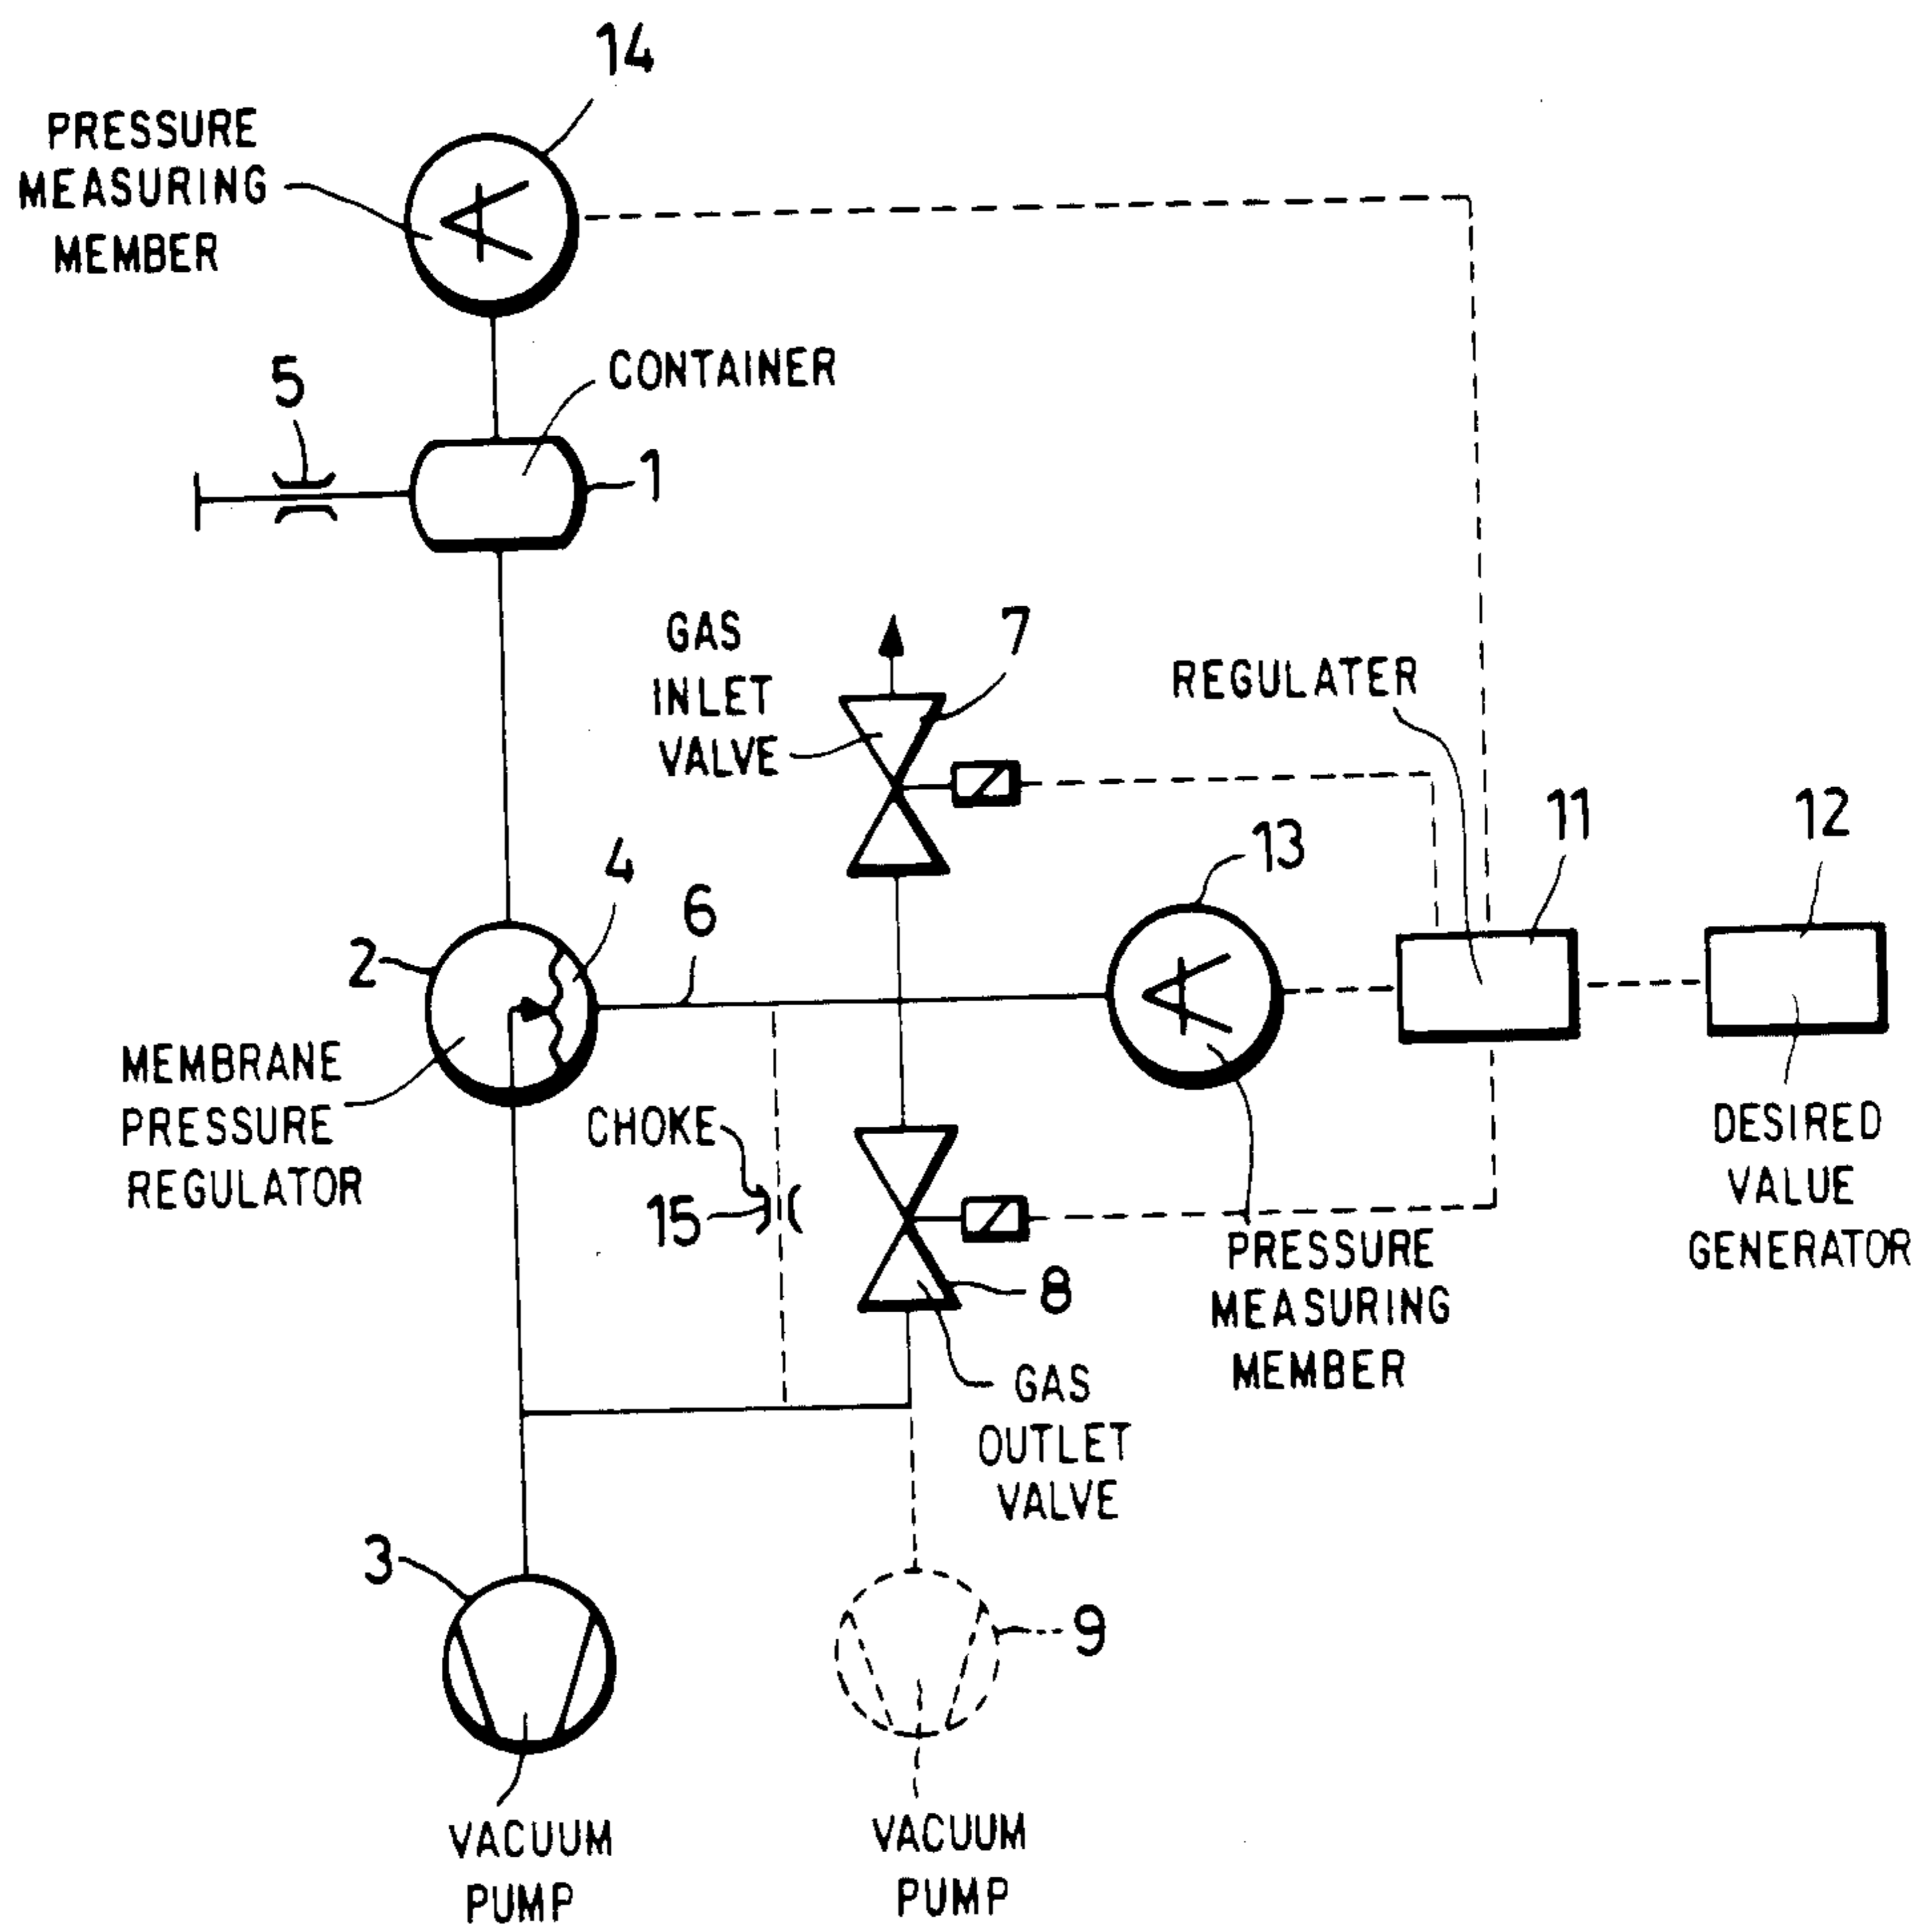 14
PRESSURE
MEASURING
MEMBER
CONTAINER
5
1
GAS
INLET
VALVE
7
REGULATER
11
12
13
4
6
2
MEMBRANE
PRESSURE
REGULATOR
CHOKE
15
DESIRED
VALUE
GENERATOR
PRESSURE
MEASURING
MEMBER
8
GAS
OUTLET
VALVE
3
9
VACUUM
PUMP
VACUUM
PUMP